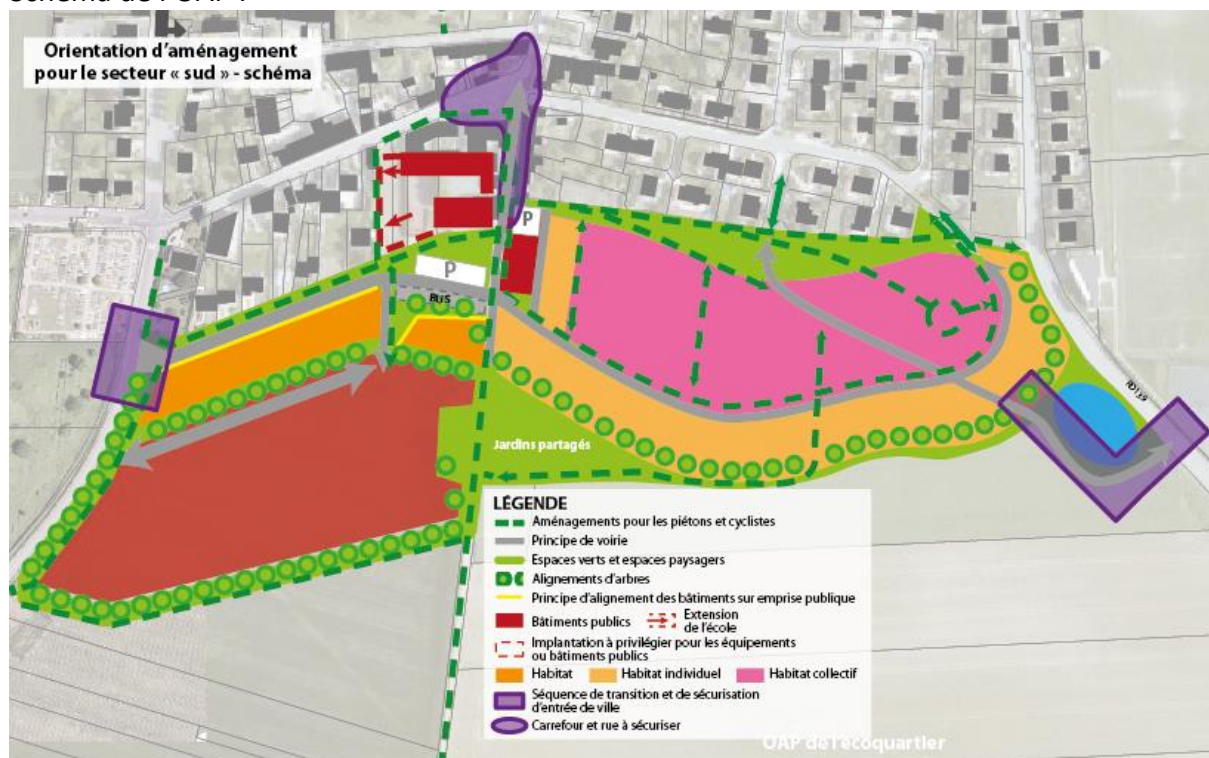 Orientation d'aménagement
pour le secteur « sud » - schéma
P
P
BUS
RD139
Jardins partagés
LÉGENDE
Aménagements pour les piétons et cyclistes
Principe de voirie
Espaces verts et espaces paysagers
Alignements d'arbres
Principe d'alignement des bâtiments sur emprise publique
Bâtiments publics
Extension
de l'école
Implantation à privilégier pour les équipements
ou bâtiments publics
Habitat
Habitat individuel
Habitat collectif
Séquence de transition et de sécurisation
d'entrée de ville
Carrefour et rue à sécuriser
OAP de l'écoquartier